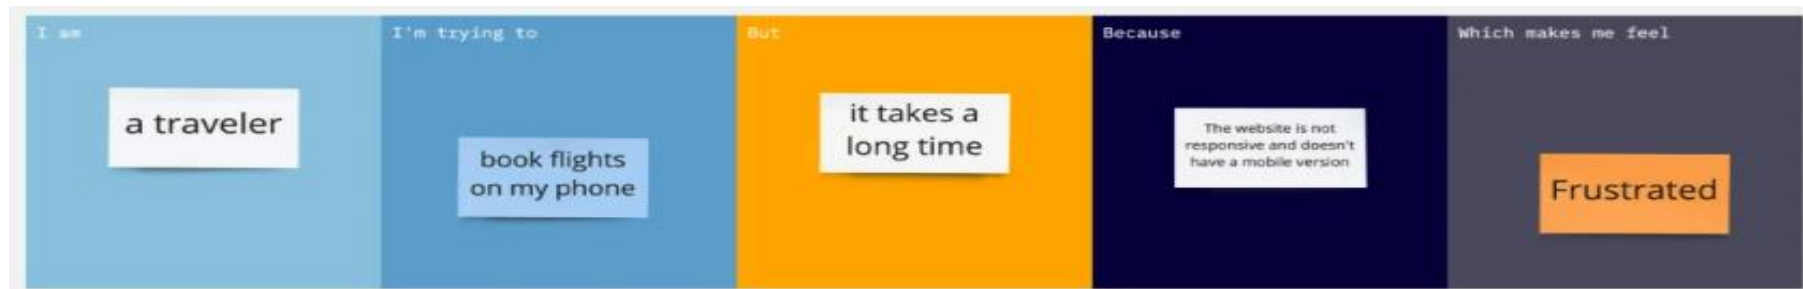 I am
a traveler
I'm trying to
book flights
on my phone
But
it takes a
long time
Because
The website is not
responsive and doesn't
have a mobile version
Which makes me feel
Frustrated